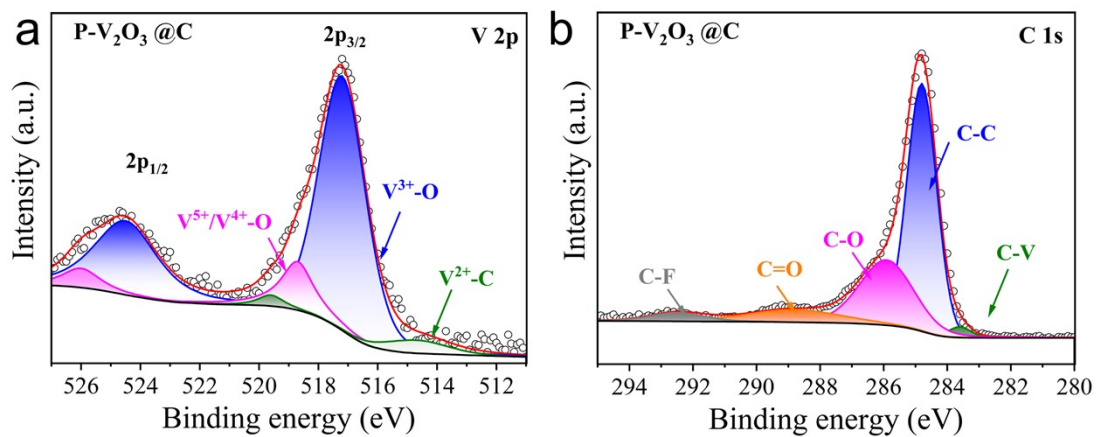 a
P-V₂O₃ @C
2p₃/₂
V 2p
2p₁/₂
V⁵⁺/V⁴⁺-O
V³⁺-O
V²⁺-C
Intensity (a.u.)
526 524 522 520 519 518 516 514 512
Binding energy (eV)
b
P-V₂O₃ @C
C 1s
C-C
C-O
C-V
C=O
C-F
Intensity (a.u.)
294 292 290 288 286 284 282 280
Binding energy (eV)